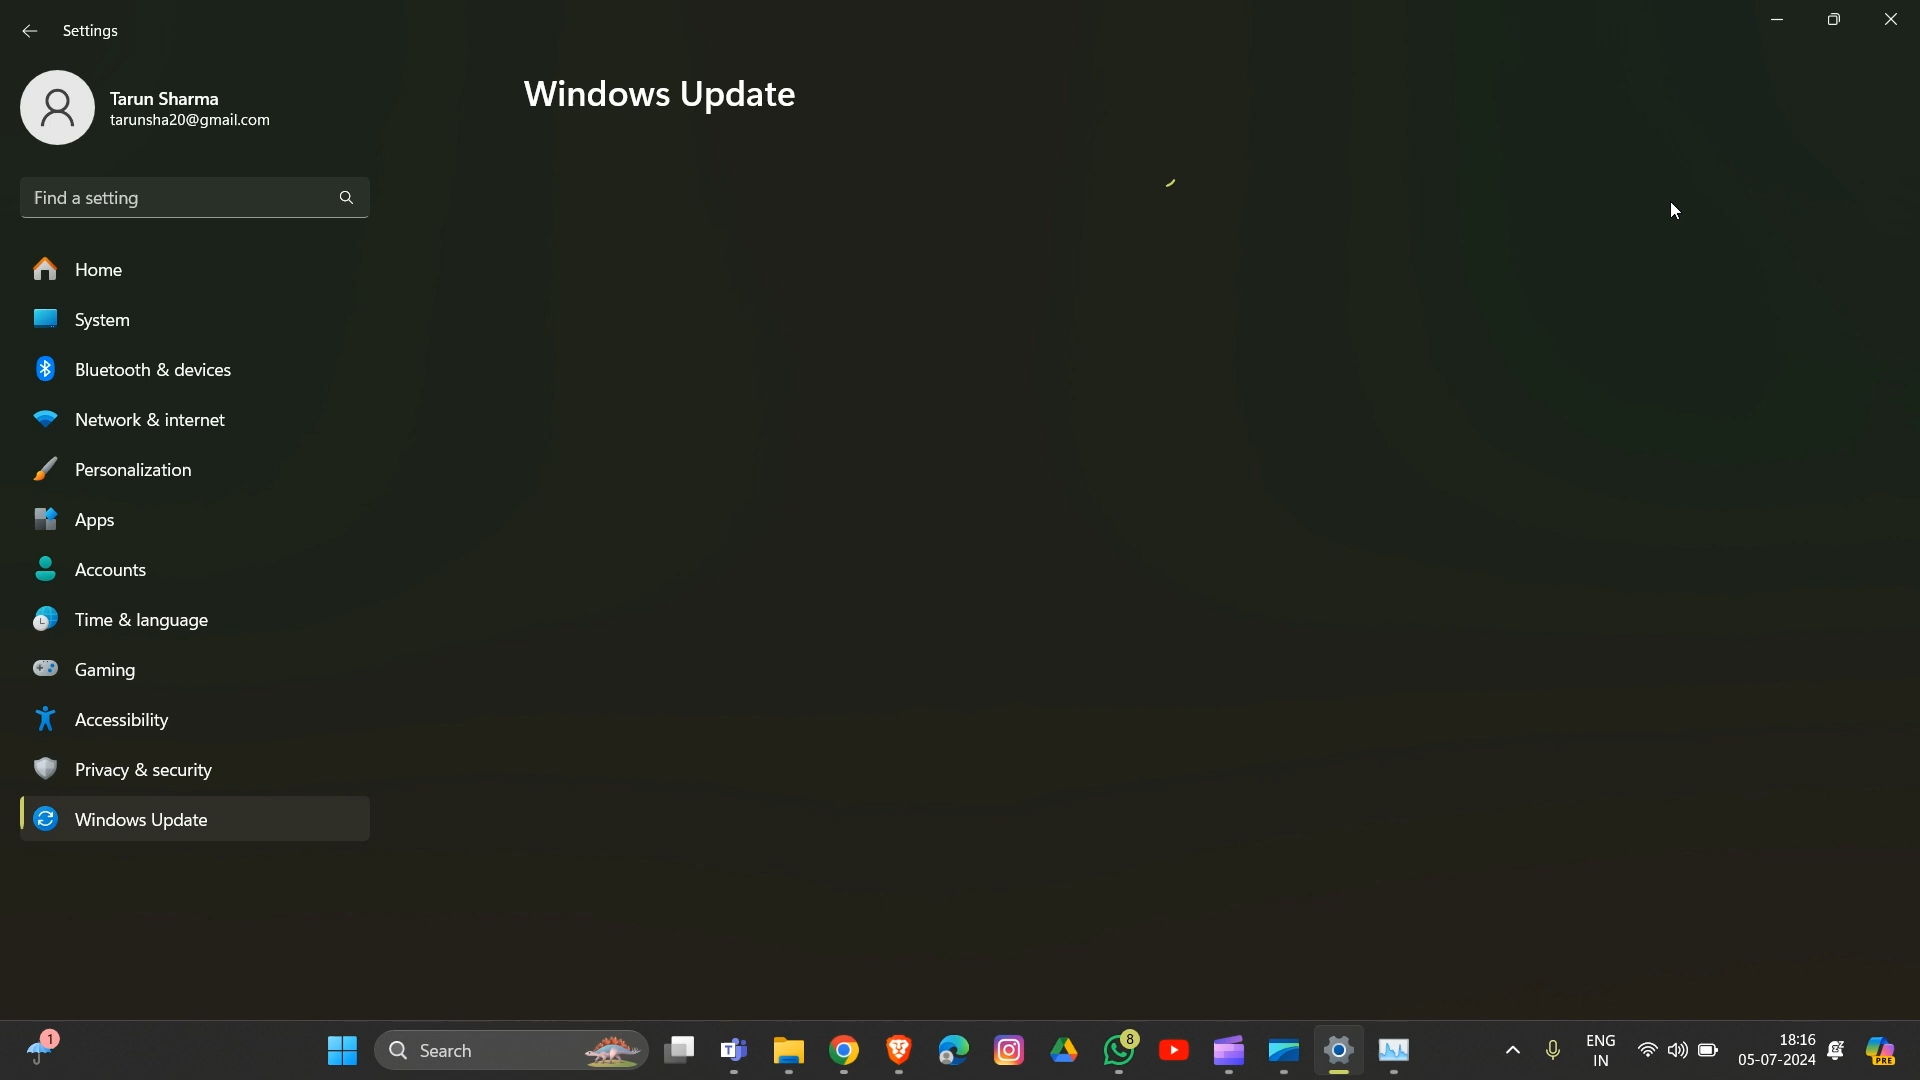 Settings
Tarun Sharma
tarunsha20@gmail.com
Find a setting
Home
System
Bluetooth & devices
Network & internet
Personalization
Apps
Accounts
Time & language
Gaming
Accessibility
Privacy & security
Windows Update
Windows Update
1
Search
8
ENG
IN
18:16
05-07-2024
PRE